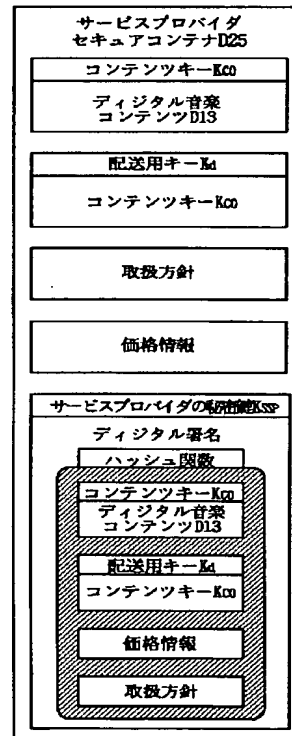 サービスプロバイダ
セキュアコンテナD25
コンテンツキーKco
ディジタル音楽
コンテンツD13
配送用キーKd
コンテンツキーKco
取扱方針
価格情報
サービスプロバイダの秘密鍵KSSP
ディジタル署名
ハッシュ関数
コンテンツキーKco
ディジタル音楽
コンテンツD13
配送用キーKd
コンテンツキーKco
価格情報
取扱方針